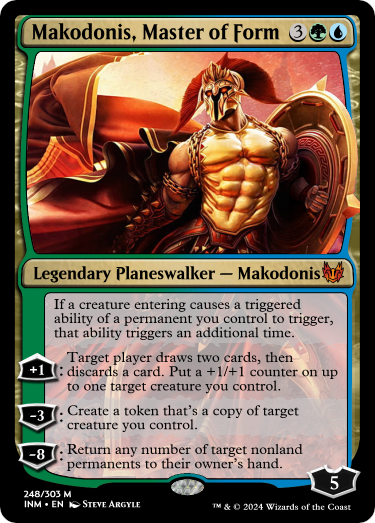 Makodonis, Master of Form 3
Legendary Planeswalker — Makodonis
If a creature entering causes a triggered
ability of a permanent you control to trigger,
that ability triggers an additional time.
+1: Target player draws two cards, then
discards a card. Put a +1/+1 counter on up
to one target creature you control.
-3: Create a token that's a copy of target
creature you control.
-8: Return any number of target nonland
permanents to their owner's hand.
5
248/303 M
INM • EN Steve Argyle
™ & © 2024 Wizards of the Coast